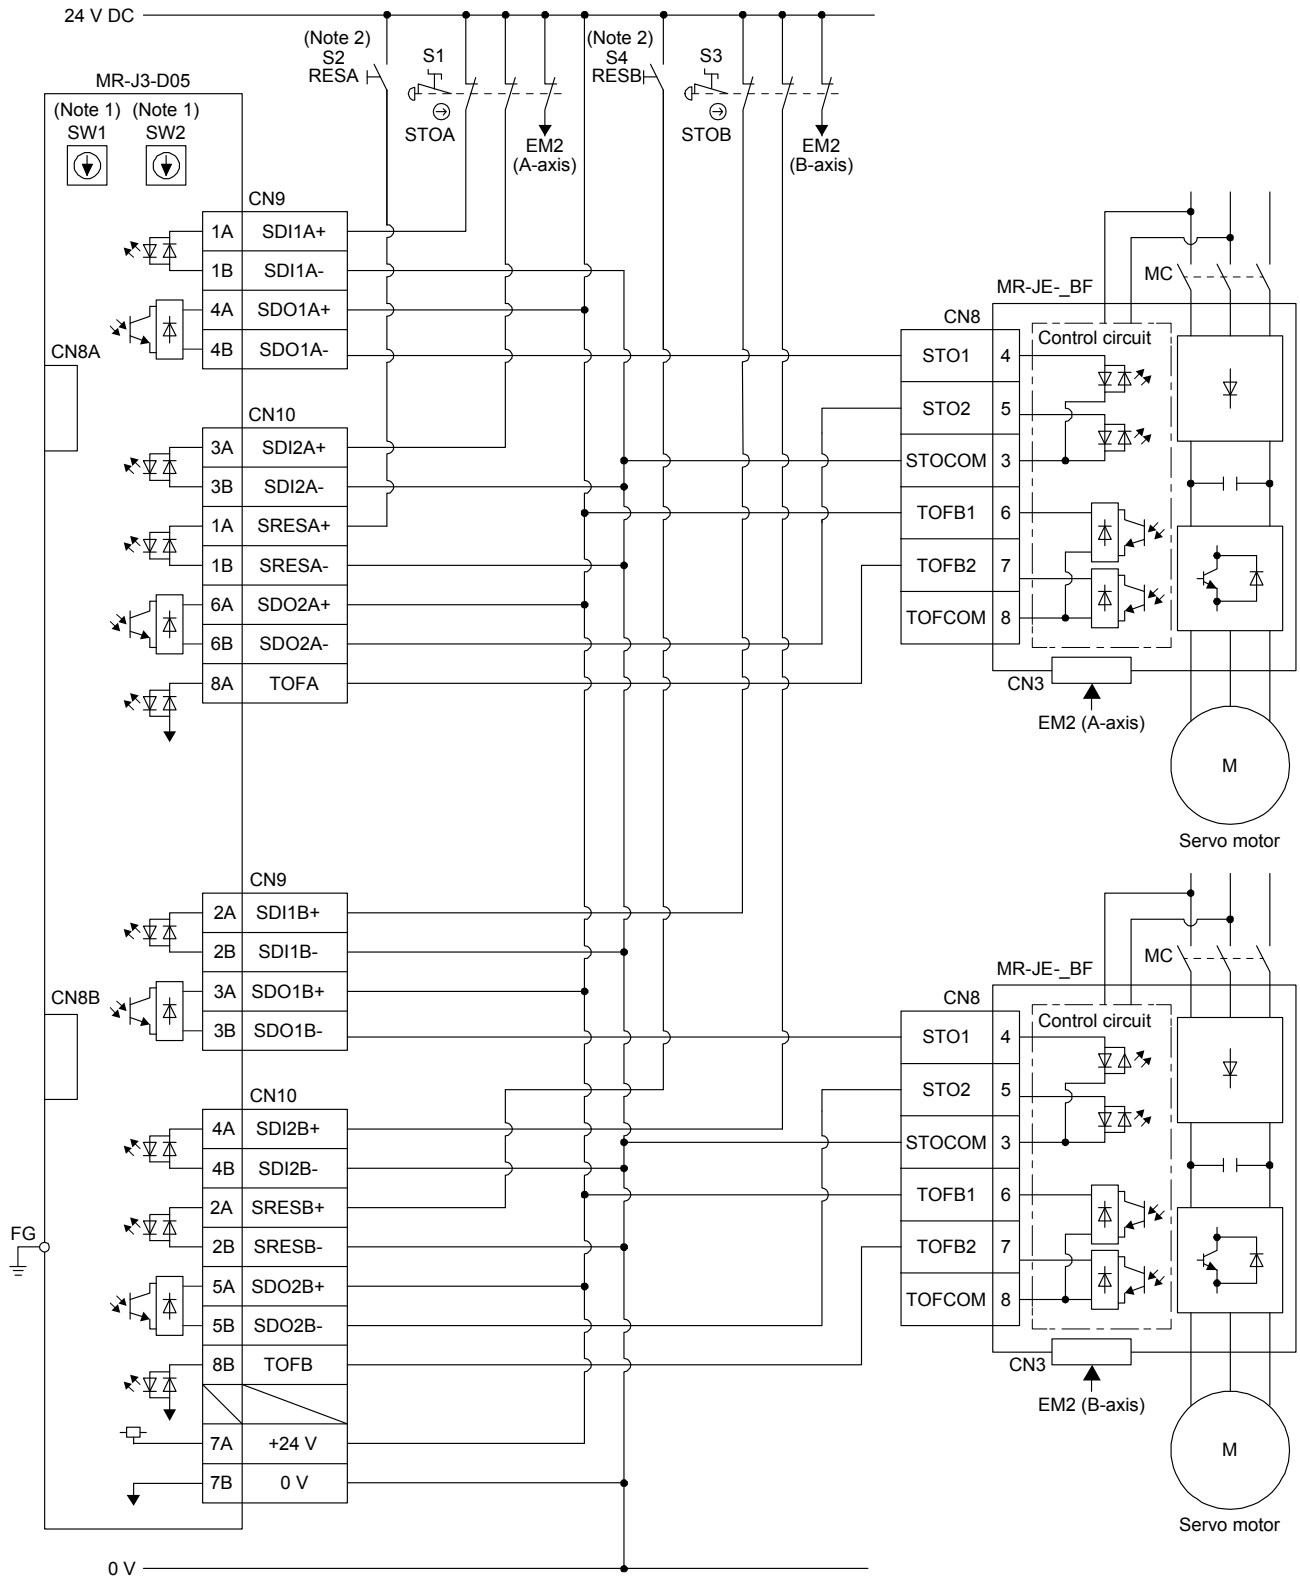 24 V DC
(Note 2)
S2
RESA
S1
STOA
EM2
(A-axis)
(Note 2)
S4
RESB
S3
STOB
EM2
(B-axis)
MR-J3-D05
(Note 1) (Note 1)
SW1 SW2
CN8A
CN9
1A SDI1A+
1B SDI1A-
4A SDO1A+
4B SDO1A-
CN10
3A SDI2A+
3B SDI2A-
1A SRESA+
1B SRESA-
6A SDO2A+
6B SDO2A-
8A TOFA
MC
MR-JE-_BF
CN8
Control circuit
STO1 4
STO2 5
STOCOM 3
TOFB1 6
TOFB2 7
TOFCOM 8
CN3
EM2 (A-axis)
M
Servo motor
CN8B
FG
CN9
2A SDI1B+
2B SDI1B-
3A SDO1B+
3B SDO1B-
CN10
4A SDI2B+
4B SDI2B-
2A SRESB+
2B SRESB-
5A SDO2B+
5B SDO2B-
8B TOFB
7A +24 V
7B 0 V
MC
MR-JE-_BF
CN8
Control circuit
STO1 4
STO2 5
STOCOM 3
TOFB1 6
TOFB2 7
TOFCOM 8
CN3
EM2 (B-axis)
M
Servo motor
0 V